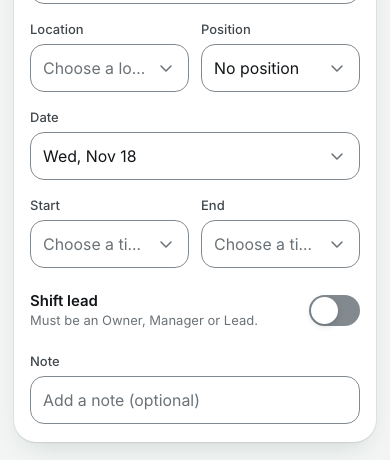 Location
Position
Choose a lo...
No position
Date
Wed, Nov 18
Start
End
Choose a ti...
Choose a ti...
Shift lead
Must be an Owner, Manager or Lead.
Note
Add a note (optional)